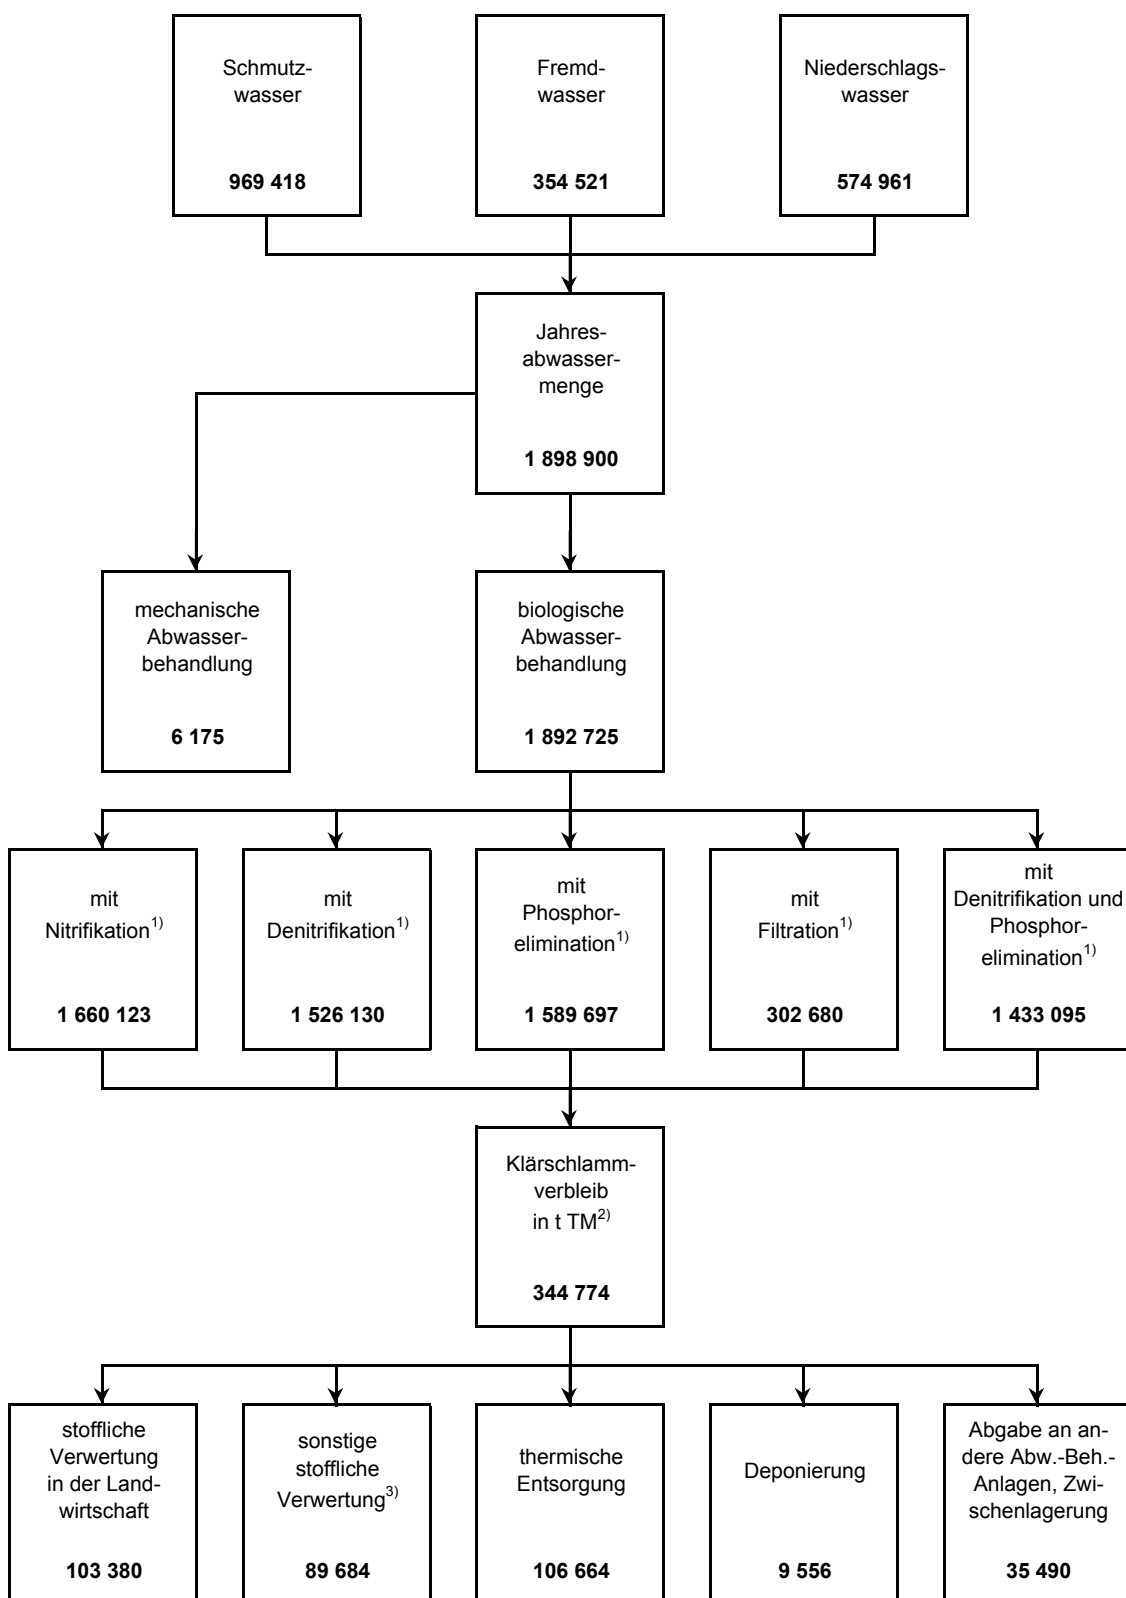 Schmutz-
wasser
969 418
Fremd-
wasser
354 521
Niederschlags-
wasser
574 961
Jahres-
abwasser-
menge
1 898 900
mechanische
Abwasser-
behandlung
6 175
biologische
Abwasser-
behandlung
1 892 725
mit
Nitrifikation1)
1 660 123
mit
Denitrifikation1)
1 526 130
mit
Phosphor-
elimination1)
1 589 697
mit
Filtration1)
302 680
mit
Denitrifikation und
Phosphor-
elimination1)
1 433 095
Klärschlamm-
verbleib
in t TM2)
344 774
stoffliche
Verwertung
in der Land-
wirtschaft
103 380
sonstige
stoffliche
Verwertung3)
89 684
thermische
Entsorgung
106 664
Deponierung
9 556
Abgabe an an-
dere Abw.-Beh.-
Anlagen, Zwi-
schenlagerung
35 490